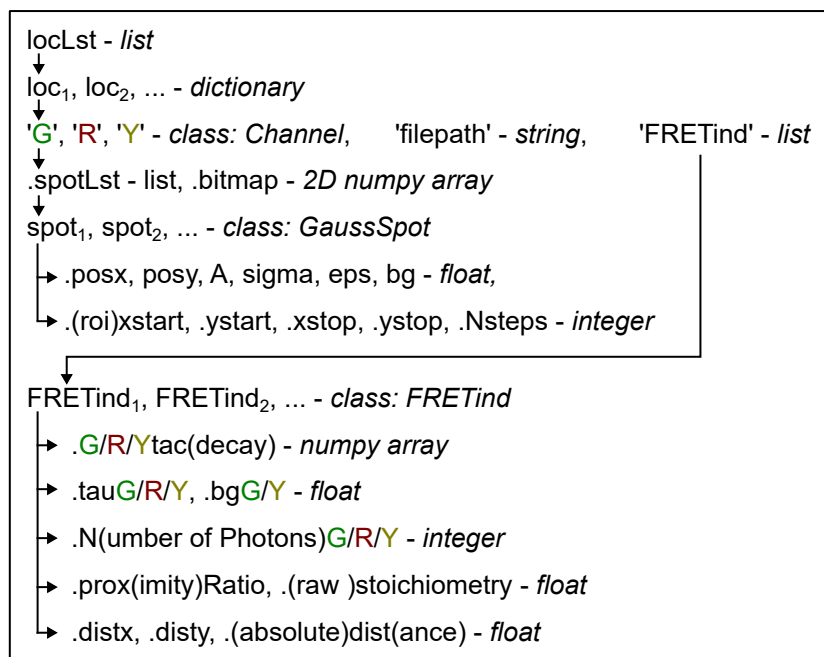 locLst - list
loc₁, loc₂, ... - dictionary
'G', 'R', 'Y' - class: Channel, 'filepath' - string, 'FRETind' - list
.spotLst - list, .bitmap - 2D numpy array
spot₁, spot₂, ... - class: GaussSpot
.posx, posy, A, sigma, eps, bg - float,
.(roi)xstart, .ystart, .xstop, .ystop, .Nsteps - integer
FRETind₁, FRETind₂, ... - class: FRETind
.G/R/Ytac(decay) - numpy array
.tauG/R/Y, .bgG/Y - float
.N(umber of Photons)G/R/Y - integer
.prox(imity)Ratio, .(raw )stoichiometry - float
.distx, .disty, .(absolute)dist(ance) - float